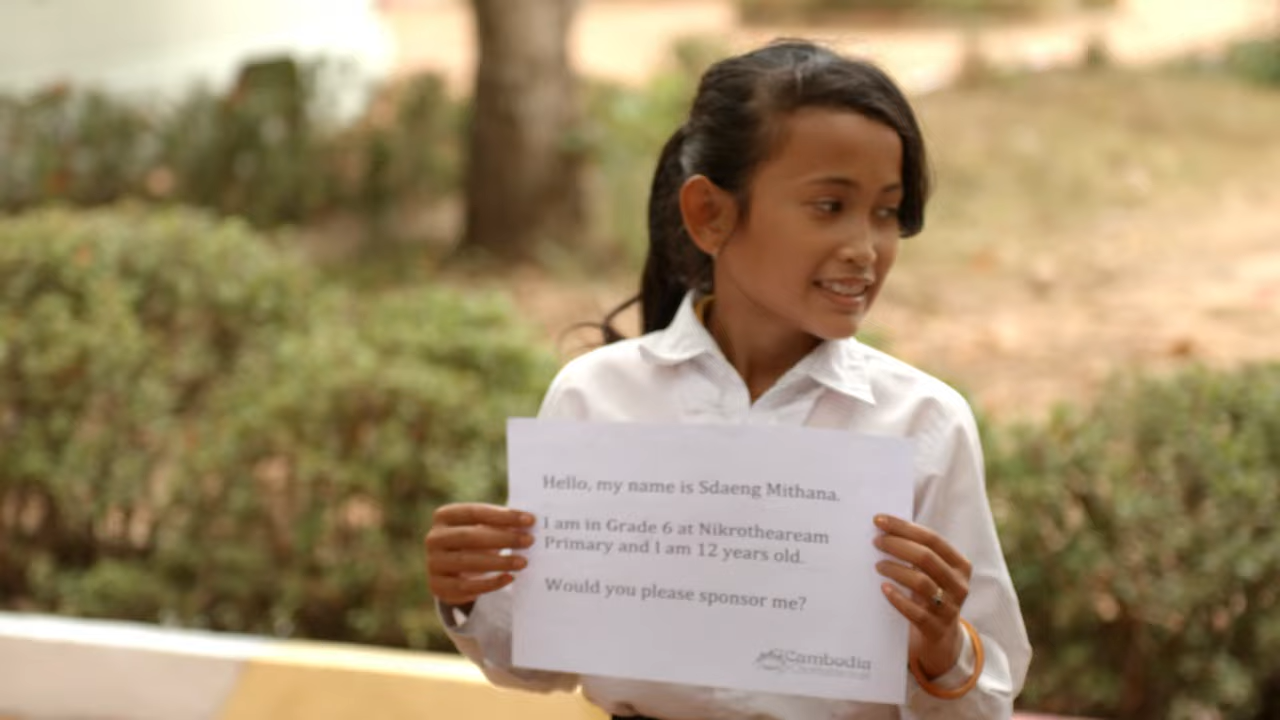 Hello, my name is Sdaeng Mithana.
I am in Grade 6 at Nikrotheaream
Primary and I am 12 years old.
Would you please sponsor me?
Cambodia